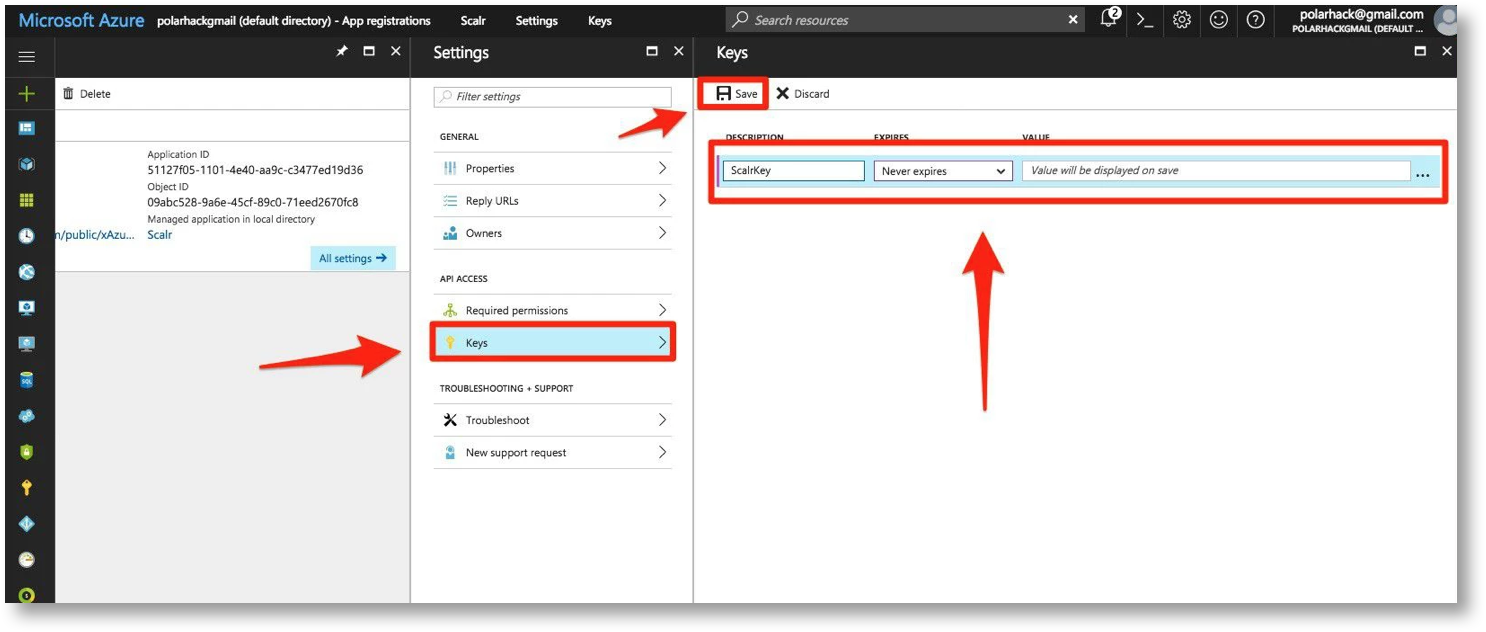 Microsoft Azure polarhackgmail (default directory) - App registrations Scalr Settings Keys Search resources 2 polarhack@gmail.com
POLARHACKGMAIL (DEFAULT ...
Settings
Keys
Delete
Filter settings
Save Discard
GENERAL
DESCRIPTION EXPIRES VALUE
Application ID
51127f05-1101-4e40-aa9c-c3477ed19d36
Properties
ScalrKey Never expires Value will be displayed on save ...
Object ID
09abc528-9a6e-45cf-89c0-71eed2670fc8
Reply URLs
Managed application in local directory
n/public/xAzu... Scalr
Owners
All settings
API ACCESS
Required permissions
Keys
SQL
TROUBLESHOOTING + SUPPORT
Troubleshoot
New support request